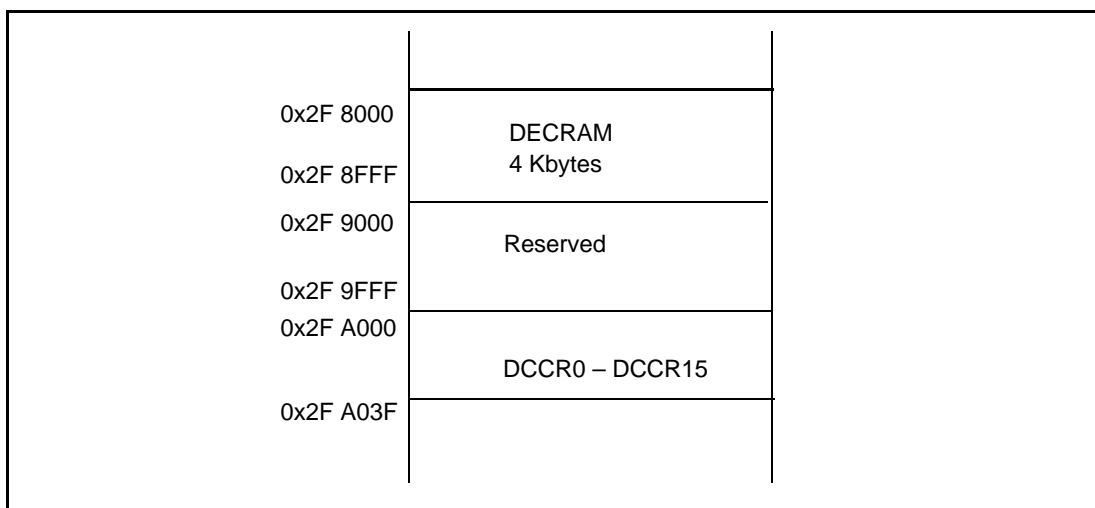 0x2F 8000
DECRAM
4 Kbytes
0x2F 8FFF
0x2F 9000
Reserved
0x2F 9FFF
0x2F A000
DCCR0 – DCCR15
0x2F A03F